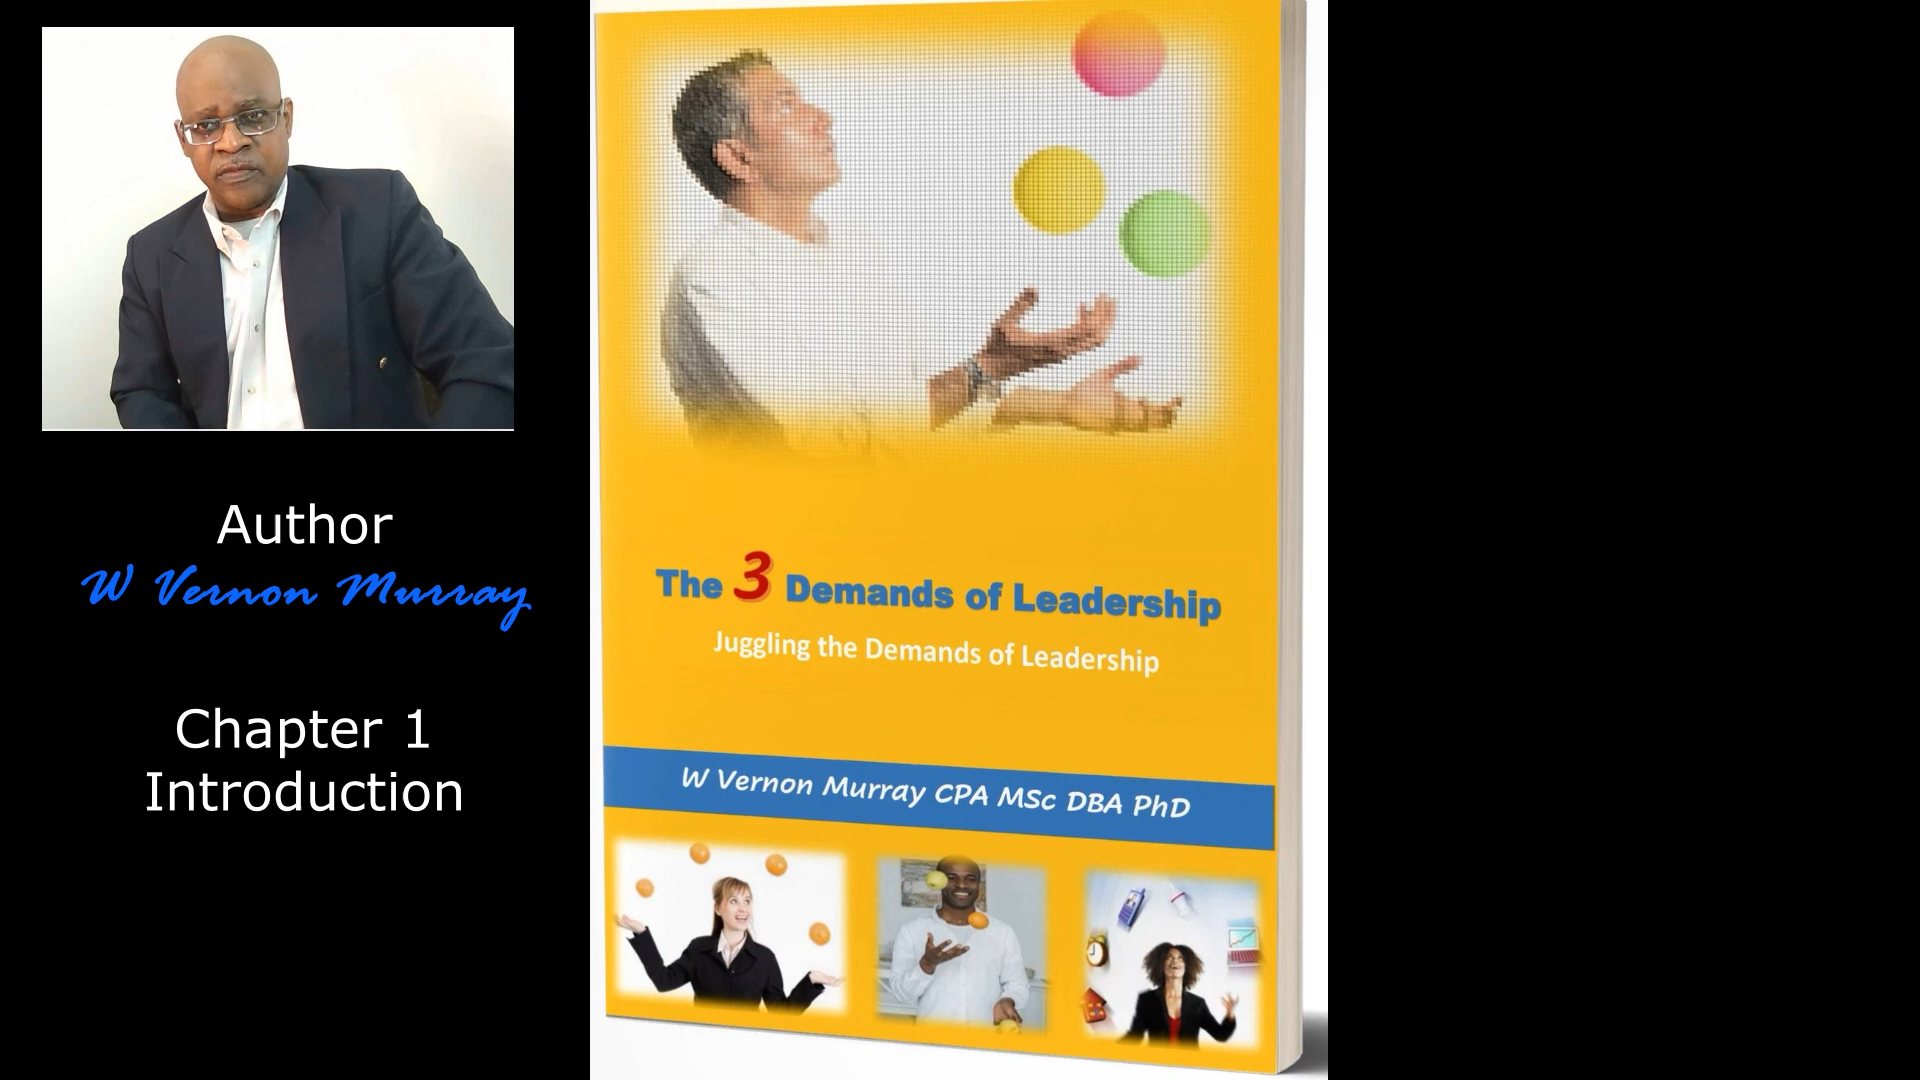 Author
W Vernon Murray
Chapter 1
Introduction
The 3 Demands of Leadership
Juggling the Demands of Leadership
W Vernon Murray CPA MSc DBA PhD